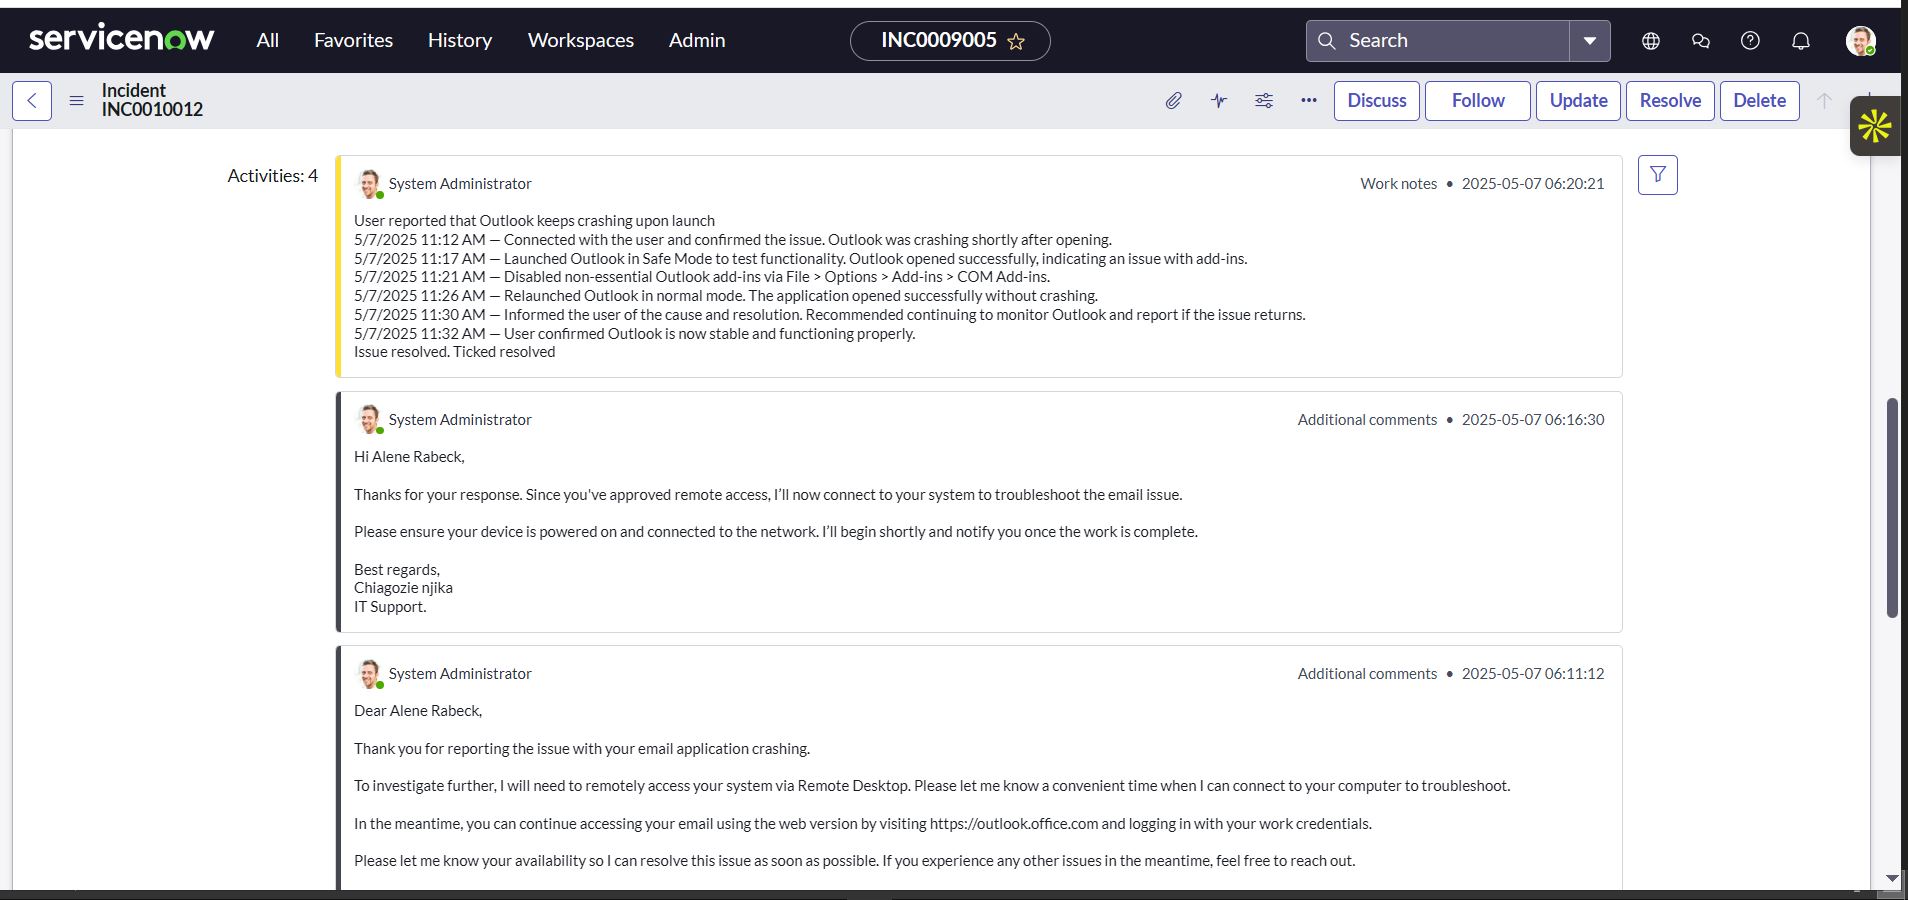 servicenow All Favorites History Workspaces Admin INC0009005 Search
Incident
INC0010012
Discuss Follow Update Resolve Delete
Activities: 4
System Administrator Work notes • 2025-05-07 06:20:21
User reported that Outlook keeps crashing upon launch
5/7/2025 11:12 AM — Connected with the user and confirmed the issue. Outlook was crashing shortly after opening.
5/7/2025 11:17 AM — Launched Outlook in Safe Mode to test functionality. Outlook opened successfully, indicating an issue with add-ins.
5/7/2025 11:21 AM — Disabled non-essential Outlook add-ins via File > Options > Add-ins > COM Add-ins.
5/7/2025 11:26 AM — Relaunched Outlook in normal mode. The application opened successfully without crashing.
5/7/2025 11:30 AM — Informed the user of the cause and resolution. Recommended continuing to monitor Outlook and report if the issue returns.
5/7/2025 11:32 AM — User confirmed Outlook is now stable and functioning properly.
Issue resolved. Ticked resolved
System Administrator Additional comments • 2025-05-07 06:16:30
Hi Alene Rabeck,
Thanks for your response. Since you've approved remote access, I’ll now connect to your system to troubleshoot the email issue.
Please ensure your device is powered on and connected to the network. I’ll begin shortly and notify you once the work is complete.
Best regards,
Chiagozie njika
IT Support.
System Administrator Additional comments • 2025-05-07 06:11:12
Dear Alene Rabeck,
Thank you for reporting the issue with your email application crashing.
To investigate further, I will need to remotely access your system via Remote Desktop. Please let me know a convenient time when I can connect to your computer to troubleshoot.
In the meantime, you can continue accessing your email using the web version by visiting https://outlook.office.com and logging in with your work credentials.
Please let me know your availability so I can resolve this issue as soon as possible. If you experience any other issues in the meantime, feel free to reach out.